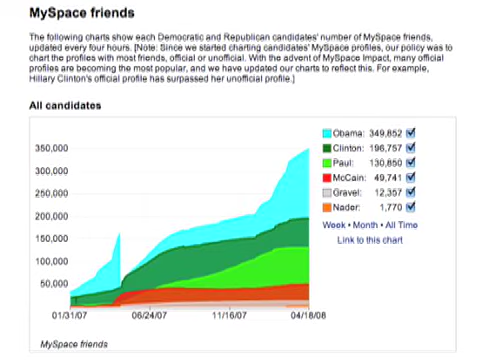 MySpace friends
The following charts show each Democratic and Republican candidates' number of MySpace friends,
updated every four hours. [Note: Since we started charting candidates' MySpace profiles, our policy was to
chart the profiles with most friends, official or unofficial. With the advent of MySpace Impact, many official
profiles are becoming the most popular, and we have updated our charts to reflect this. For example,
Hillary Clinton's official profile has surpassed her unofficial profile.]
All candidates
Obama: 349,852
350,000
Clinton: 196,757
300,000
Paul: 130,850
McCain: 49,741
250,000
Gravel: 12,357
200,000
Nader: 1,770
150,000
Week • Month • All Time
100,000
Link to this chart
50,000
01/31/07 06/24/07 11/16/07 04/18/08
MySpace friends